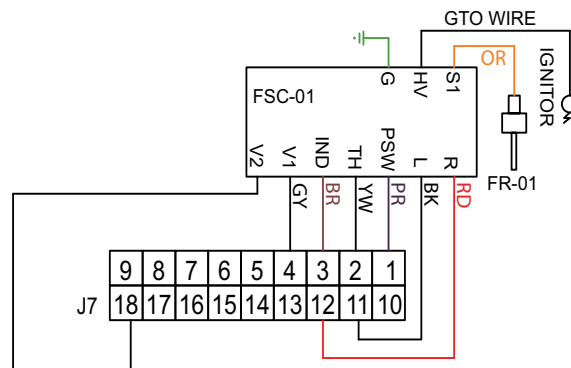 GTO WIRE
OR
IGNITOR
G
HV
S1
FSC-01
FR-01
V2
V1
IND
TH
PSW
L
R
GY
BR
YW
PR
BK
RD
9 8 7 6 5 4 3 2 1
J7 18 17 16 15 14 13 12 11 10